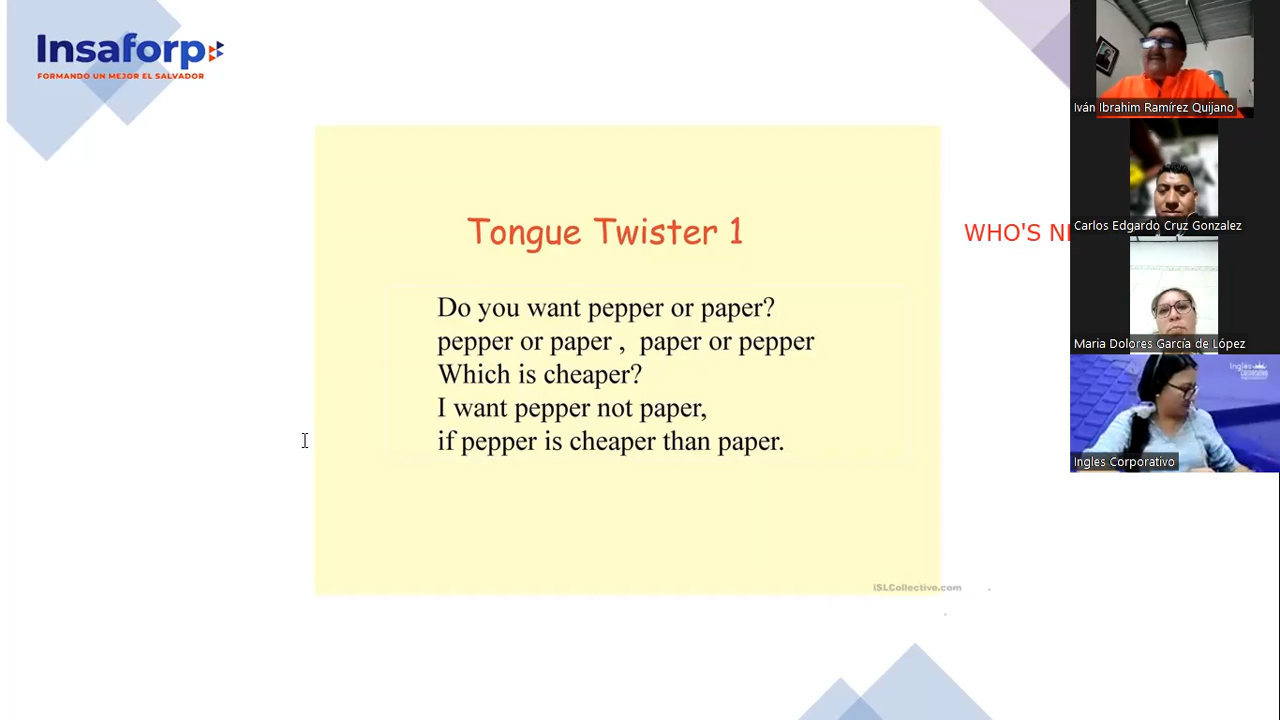 Insaforp
FORMANDO UN MEJOR EL SALVADOR
Tongue Twister 1
WHO'S
Do you want pepper or paper?
pepper or paper , paper or pepper
Which is cheaper?
I want pepper not paper,
if pepper is cheaper than paper.
iSLCollective.com
Iván Ibrahim Ramírez Quijano
Carlos Edgardo Cruz Gonzalez
Maria Dolores García de López
Ingles Corporativo